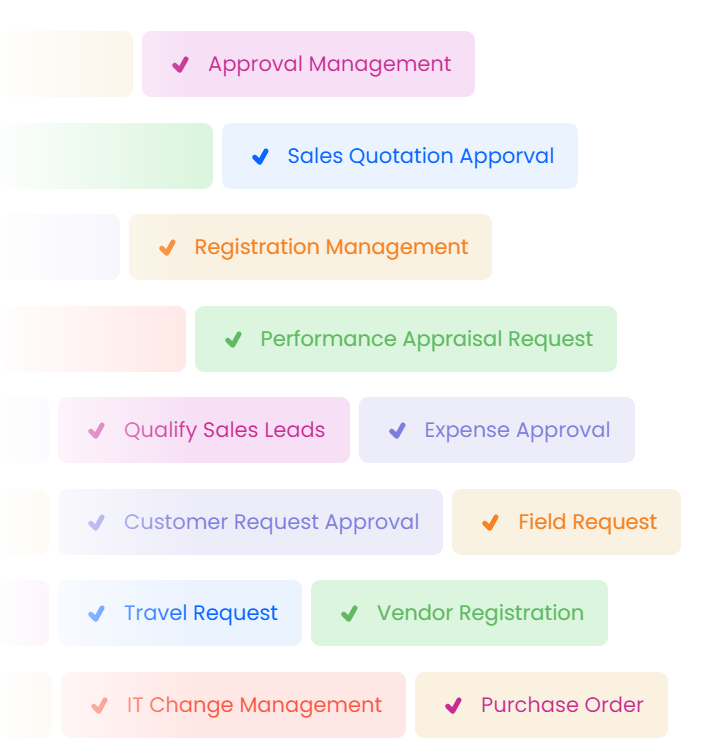 Approval Management
Sales Quotation Apporval
Registration Management
Performance Appraisal Request
Qualify Sales Leads
Expense Approval
Customer Request Approval
Field Request
Travel Request
Vendor Registration
IT Change Management
Purchase Order